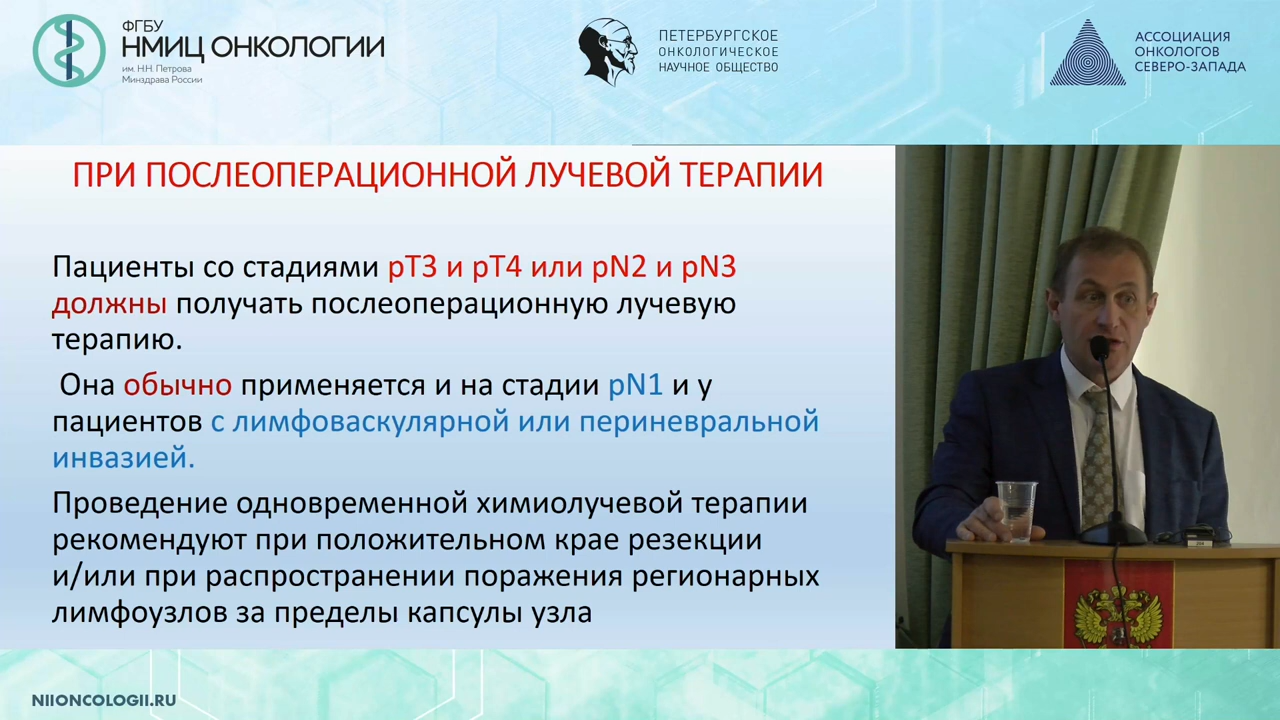 ФГБУ
НМИЦ ОНКОЛОГИИ
им. Н.Н. Петрова
Минздрава России
ПЕТЕРБУРГСКОЕ
ОНКОЛОГИЧЕСКОЕ
НАУЧНОЕ ОБЩЕСТВО
АССОЦИАЦИЯ
ОНКОЛОГОВ
СЕВЕРО-ЗАПАДА
ПРИ ПОСЛЕОПЕРАЦИОННОЙ ЛУЧЕВОЙ ТЕРАПИИ
Пациенты со стадиями pT3 и pT4 или pN2 и pN3
должны получать послеоперационную лучевую
терапию.
Она обычно применяется и на стадии pN1 и у
пациентов с лимфоваскулярной или периневральной
инвазией.
Проведение одновременной химиолучевой терапии
рекомендуют при положительном крае резекции
и/или при распространении поражения регионарных
лимфоузлов за пределы капсулы узла
NIIONCOLOGII.RU